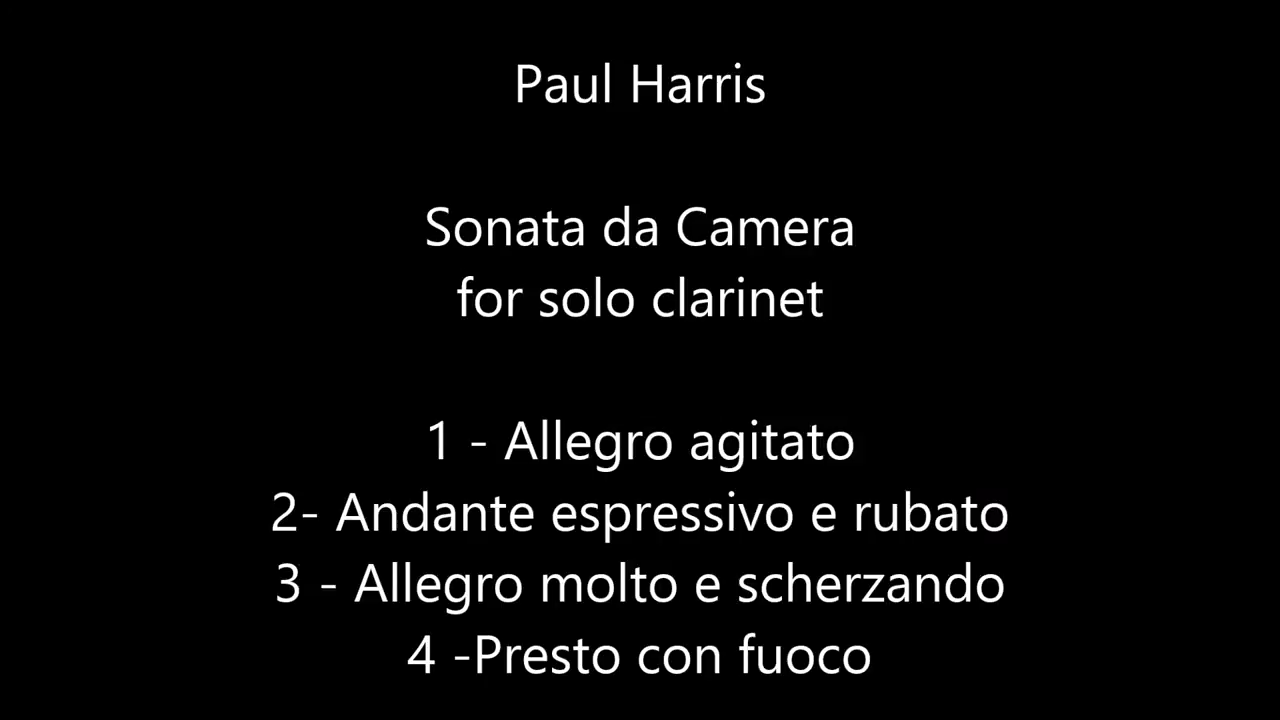 Paul Harris
Sonata da Camera
for solo clarinet
1 - Allegro agitato
2- Andante espressivo e rubato
3 - Allegro molto e scherzando
4 -Presto con fuoco